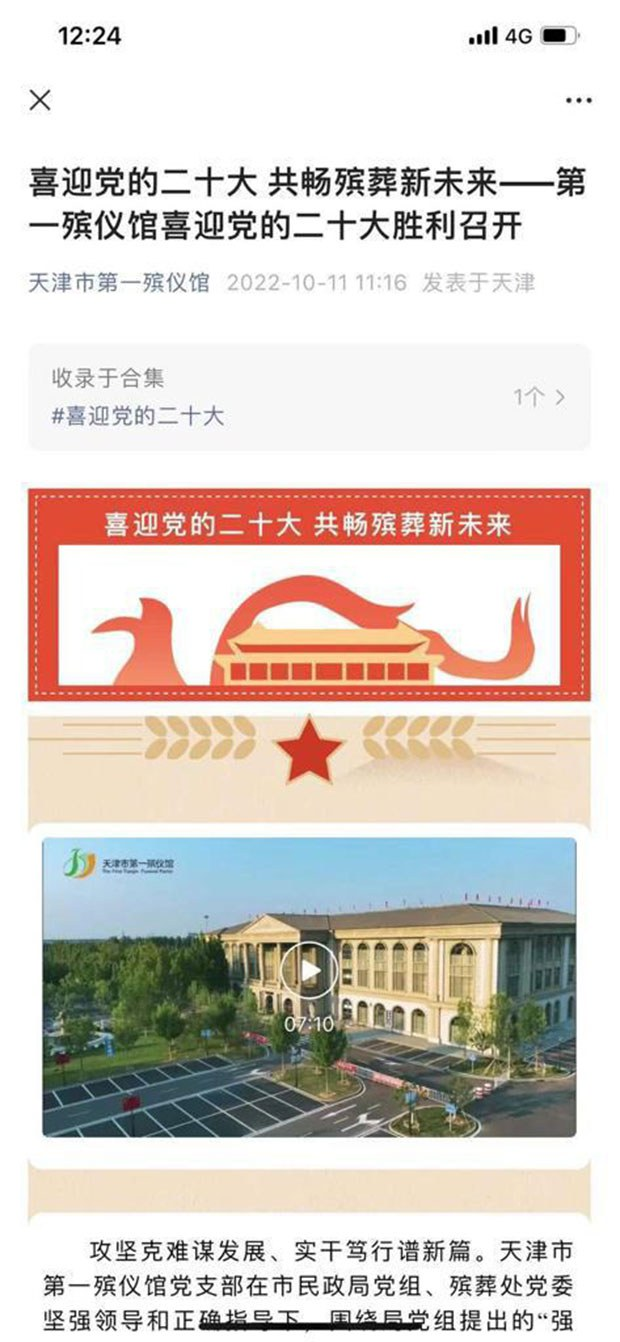 12:24
4G
喜迎党的二十大 共畅殡葬新未来——第
一殡仪馆喜迎党的二十大胜利召开
天津市第一殡仪馆 2022-10-11 11:16 发表于天津
收录于合集
#喜迎党的二十大
1个
喜迎党的二十大 共畅殡葬新未来
天津市第一殡仪馆
07:10
攻坚克难谋发展、实干笃行谱新篇。天津市
第一殡仪馆党支部在市民政局党组、殡葬处党委
坚强领导和正确指导下，围绕局党组提出的“强